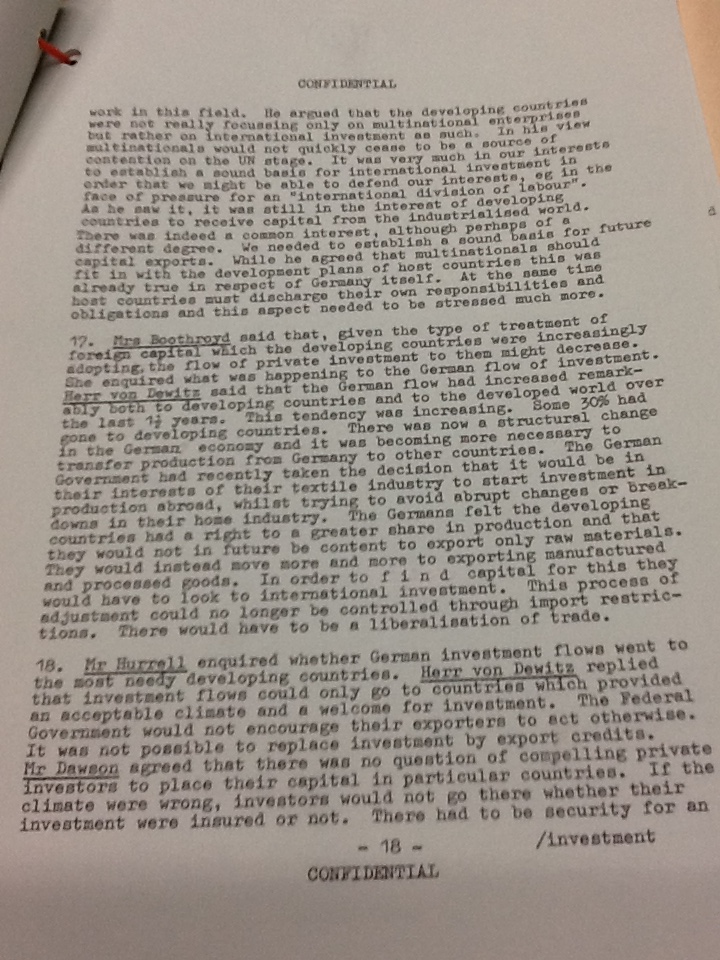 CONFIDENTIAL
work in this field. He argued that the developing countries
were not really focussing only on multinational enterprises
but rather on international investment as such. In his view
multinationals would not quickly cease to be a source of
contention on the UN stage. It was very much in our interests
to establish a sound basis for international investment in
order that we might be able to defend our interests, eg in the
face of pressure for an "international division of labour".
As he saw it, it was still in the interest of developing
countries to receive capital from the industrialised world.
There was indeed a common interest, although perhaps of a
different degree. We needed to establish a sound basis for future
capital exports. While he agreed that multinationals should
fit in with the development plans of host countries this was
already true in respect of Germany itself. At the same time
host countries must discharge their own responsibilities and
obligations and this aspect needed to be stressed much more.
17. Mrs Boothroyd said that, given the type of treatment of
foreign capital which the developing countries were increasingly
adopting, the flow of private investment to them might decrease.
She enquired what was happening to the German flow of investment.
Herr von Dewitz said that the German flow had increased remark-
ably both to developing countries and to the developed world over
the last 1½ years. This tendency was increasing. Some 30% had
gone to developing countries. There was now a structural change
in the German economy and it was becoming more necessary to
transfer production from Germany to other countries. The German
Government had recently taken the decision that it would be in
their interests of their textile industry to start investment in
production abroad, whilst trying to avoid abrupt changes or break-
downs in their home industry. The Germans felt the developing
countries had a right to a greater share in production and that
they would not in future be content to export only raw materials.
They would instead move more and more to exporting manufactured
and processed goods. In order to f i n d capital for this they
would have to look to international investment. This process of
adjustment could no longer be controlled through import restric-
tions. There would have to be a liberalisation of trade.
18. Mr Hurrell enquired whether German investment flows went to
the most needy developing countries. Herr von Dewitz replied
that investment flows could only go to countries which provided
an acceptable climate and a welcome for investment. The Federal
Government would not encourage their exporters to act otherwise.
It was not possible to replace investment by export credits.
Mr Dawson agreed that there was no question of compelling private
investors to place their capital in particular countries. If the
climate were wrong, investors would not go there whether their
investment were insured or not. There had to be security for an
- 18 -
/investment
CONFIDENTIAL
d